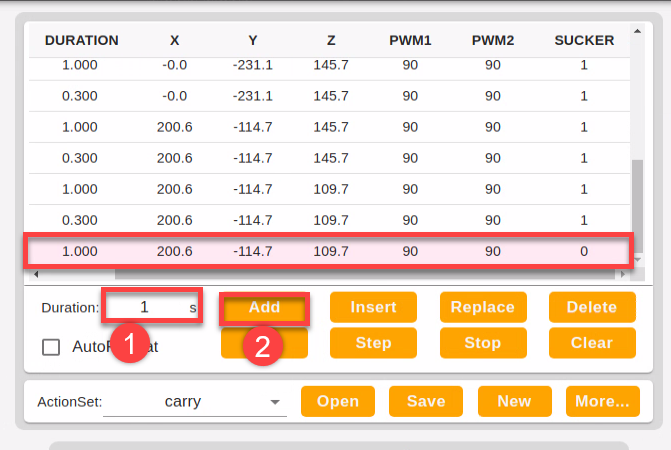 DURATION X Y Z PWM1 PWM2 SUCKER
1.000 -0.0 -231.1 145.7 90 90 1
0.300 -0.0 -231.1 145.7 90 90 1
1.000 200.6 -114.7 145.7 90 90 1
0.300 200.6 -114.7 145.7 90 90 1
1.000 200.6 -114.7 109.7 90 90 1
0.300 200.6 -114.7 109.7 90 90 1
1.000 200.6 -114.7 109.7 90 90 0
Duration: 1 s Add Insert Replace Delete
1 2 Step Stop Clear
ActionSet: carry Open Save New More...